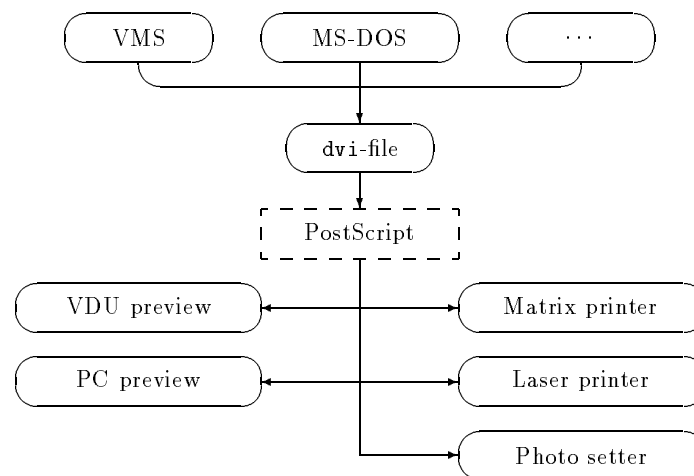 VMS MS-DOS ...
dvi-file
PostScript
VDU preview Matrix printer
PC preview Laser printer
Photo setter